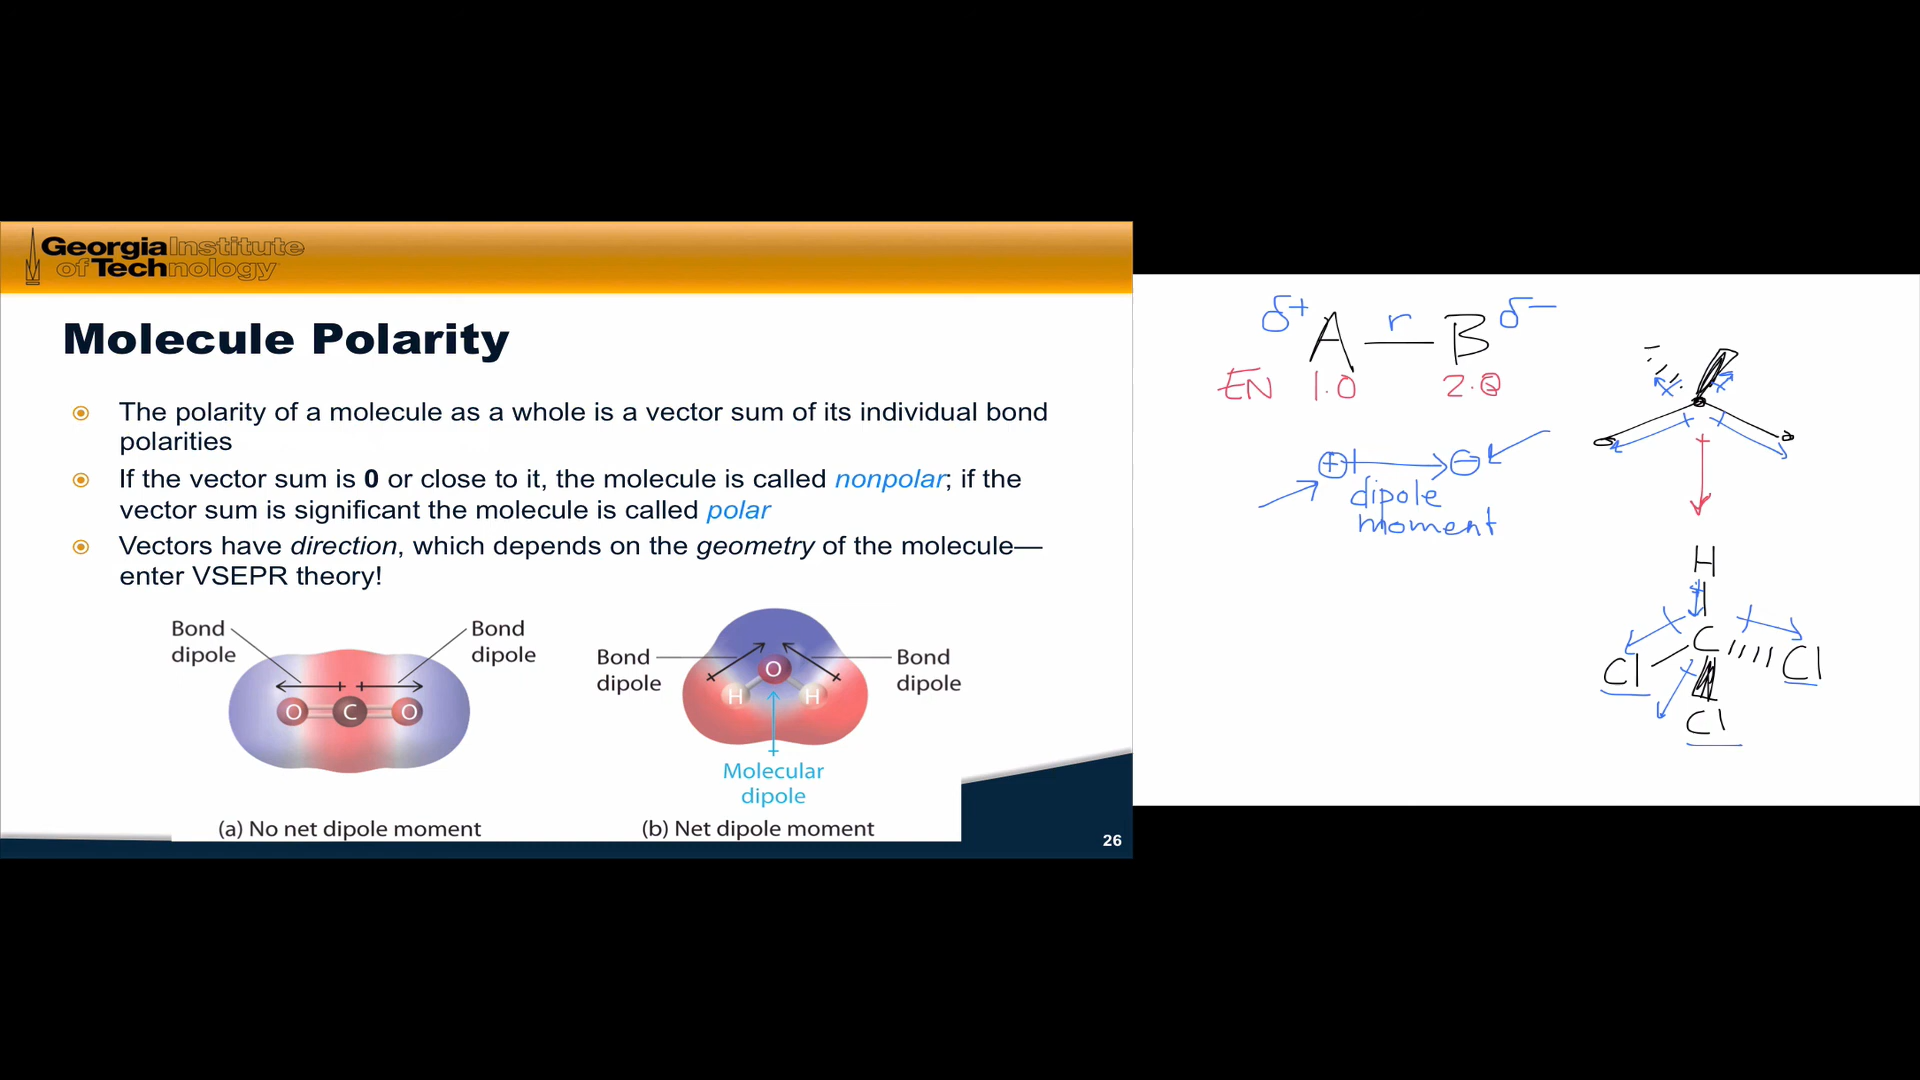 Georgia Institute
of Technology
Molecule Polarity
The polarity of a molecule as a whole is a vector sum of its individual bond
polarities
If the vector sum is 0 or close to it, the molecule is called nonpolar; if the
vector sum is significant the molecule is called polar
Vectors have direction, which depends on the geometry of the molecule—
enter VSEPR theory!
Bond
dipole
Bond
dipole
O C O
(a) No net dipole moment
Bond
dipole
Bond
dipole
O
H H
Molecular
dipole
(b) Net dipole moment
26
δ+ A r B δ−
EN 1.0 2.0
+ −
dipole
moment
H
C
Cl Cl
Cl